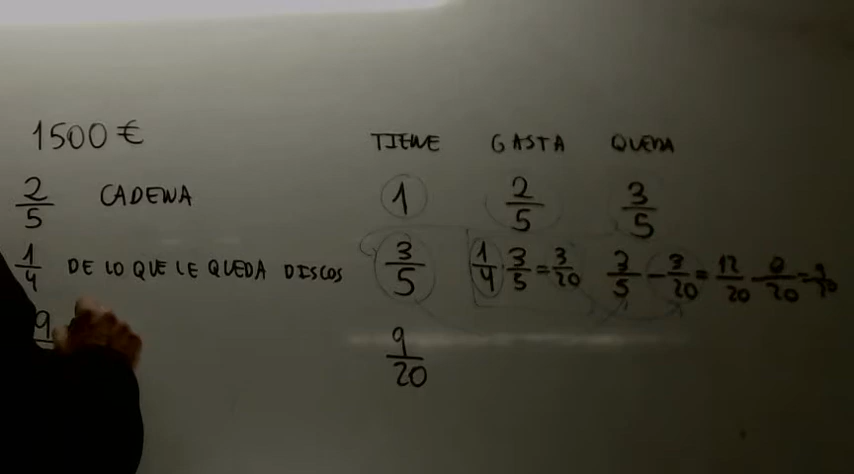 1500 €
TIENE GASTA QUEDA
2/5 CADENA 1 2/5 3/5
1/4 DE LO QUE LE QUEDA DISCOS 3/5 1/4 3/5 = 3/20 3/5 - 3/20 = 12/20 - 3/20 = 9/20
9 9/20